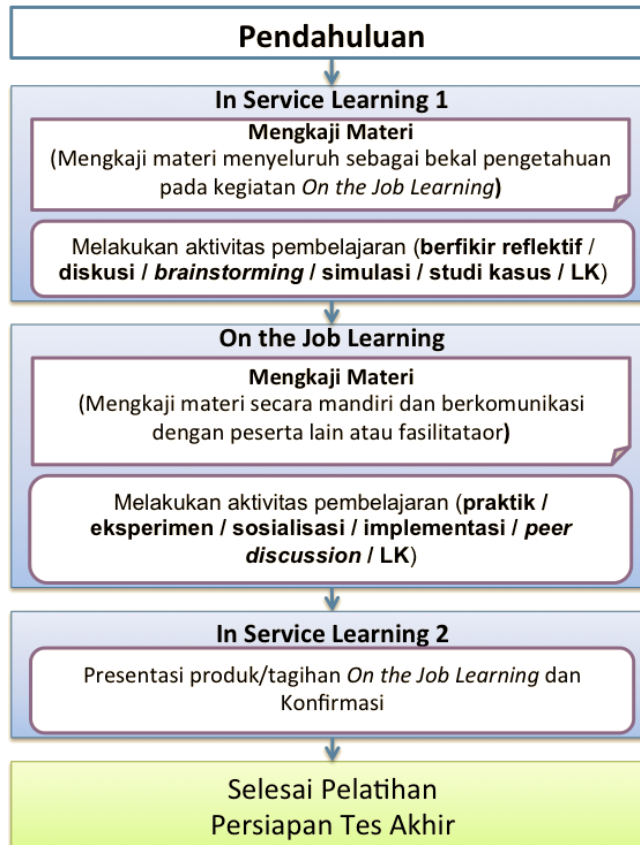 Pendahuluan
In Service Learning 1
Mengkaji Materi
(Mengkaji materi menyeluruh sebagai bekal pengetahuan
pada kegiatan On the Job Learning)
Melakukan aktivitas pembelajaran (berfikir reflektif /
diskusi / brainstorming / simulasi / studi kasus / LK)
On the Job Learning
Mengkaji Materi
(Mengkaji materi secara mandiri dan berkomunikasi
dengan peserta lain atau fasilitataor)
Melakukan aktivitas pembelajaran (praktik /
eksperimen / sosialisasi / implementasi / peer
discussion / LK)
In Service Learning 2
Presentasi produk/tagihan On the Job Learning dan
Konfirmasi
Selesai Pelatihan
Persiapan Tes Akhir